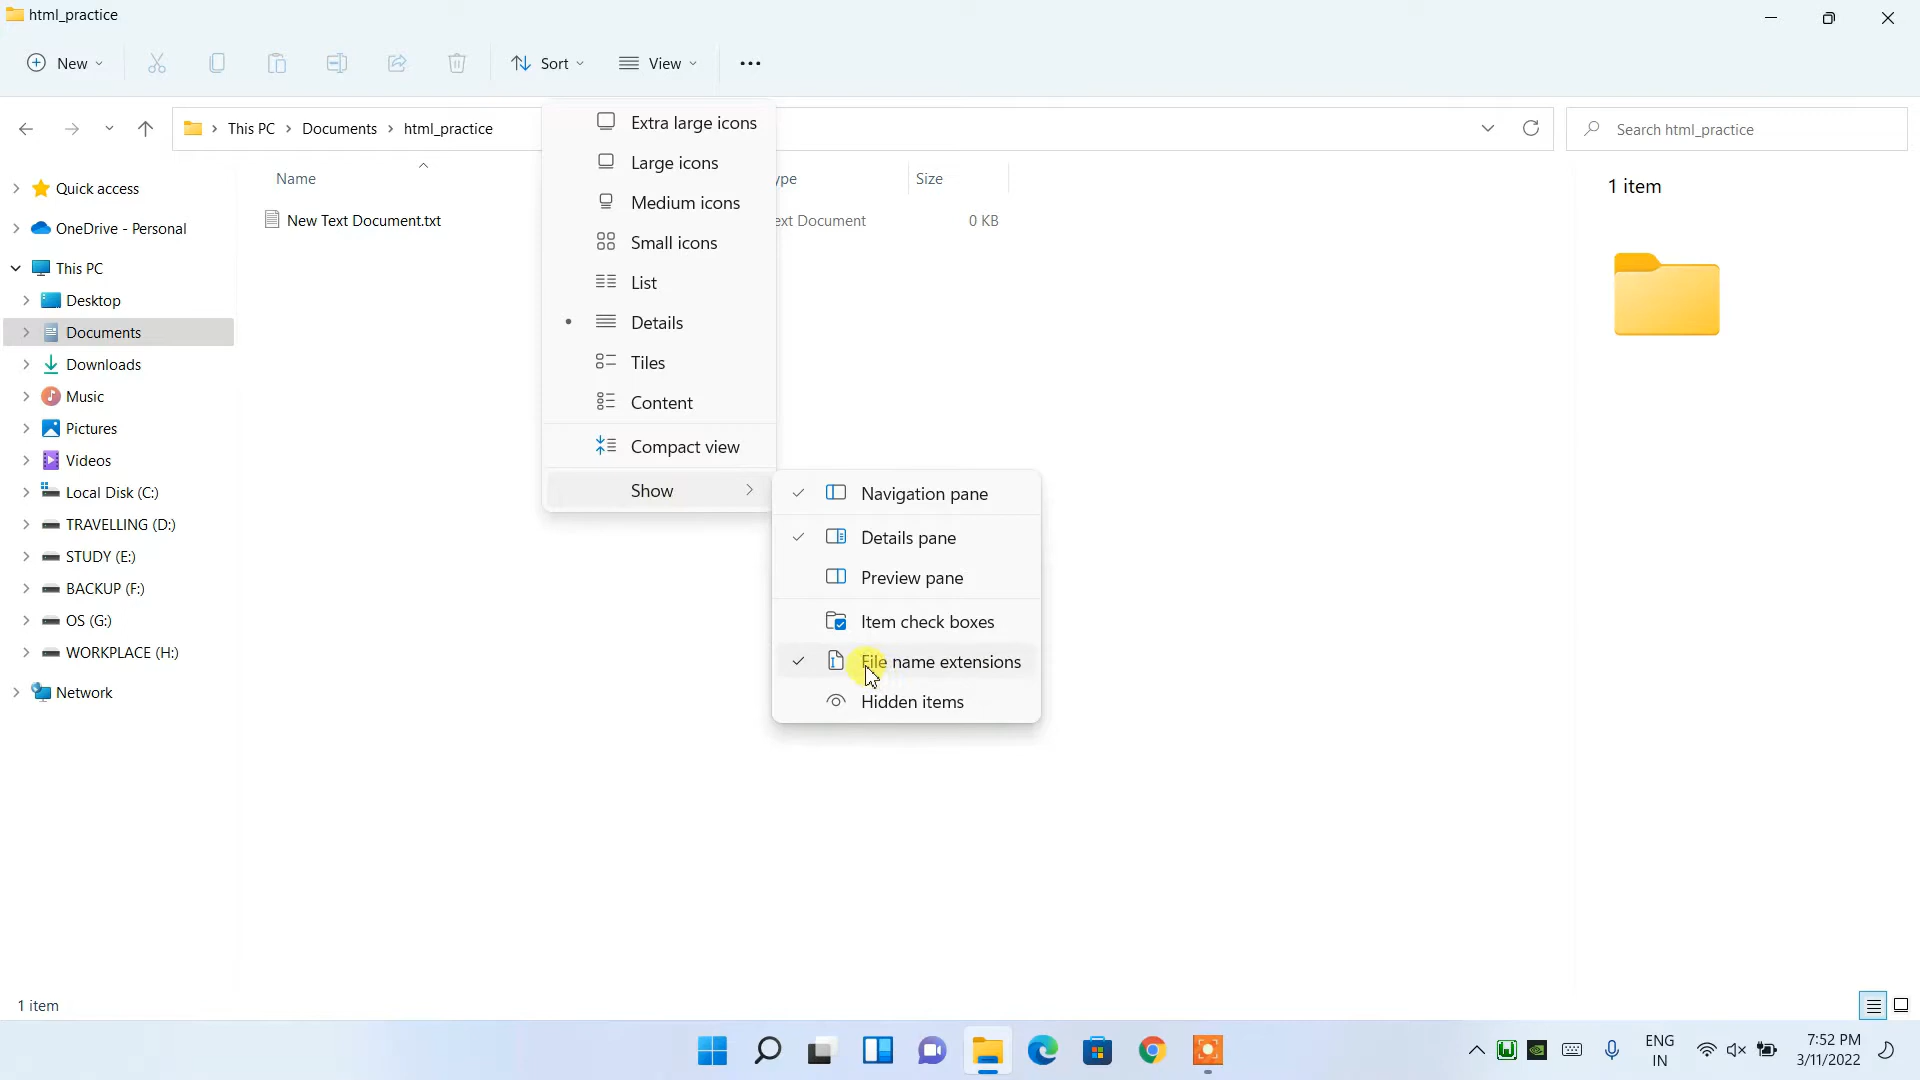 html_practice
New
Sort
View
This PC
Documents
html_practice
Search html_practice
Name
ype
Size
New Text Document.txt
ext Document
0 KB
Quick access
OneDrive - Personal
This PC
Desktop
Documents
Downloads
Music
Pictures
Videos
Local Disk (C:)
TRAVELLING (D:)
STUDY (E:)
BACKUP (F:)
OS (G:)
WORKPLACE (H:)
Network
Extra large icons
Large icons
Medium icons
Small icons
List
Details
Tiles
Content
Compact view
Show
Navigation pane
Details pane
Preview pane
Item check boxes
File name extensions
Hidden items
1 item
1 item
ENG
IN
7:52 PM
3/11/2022